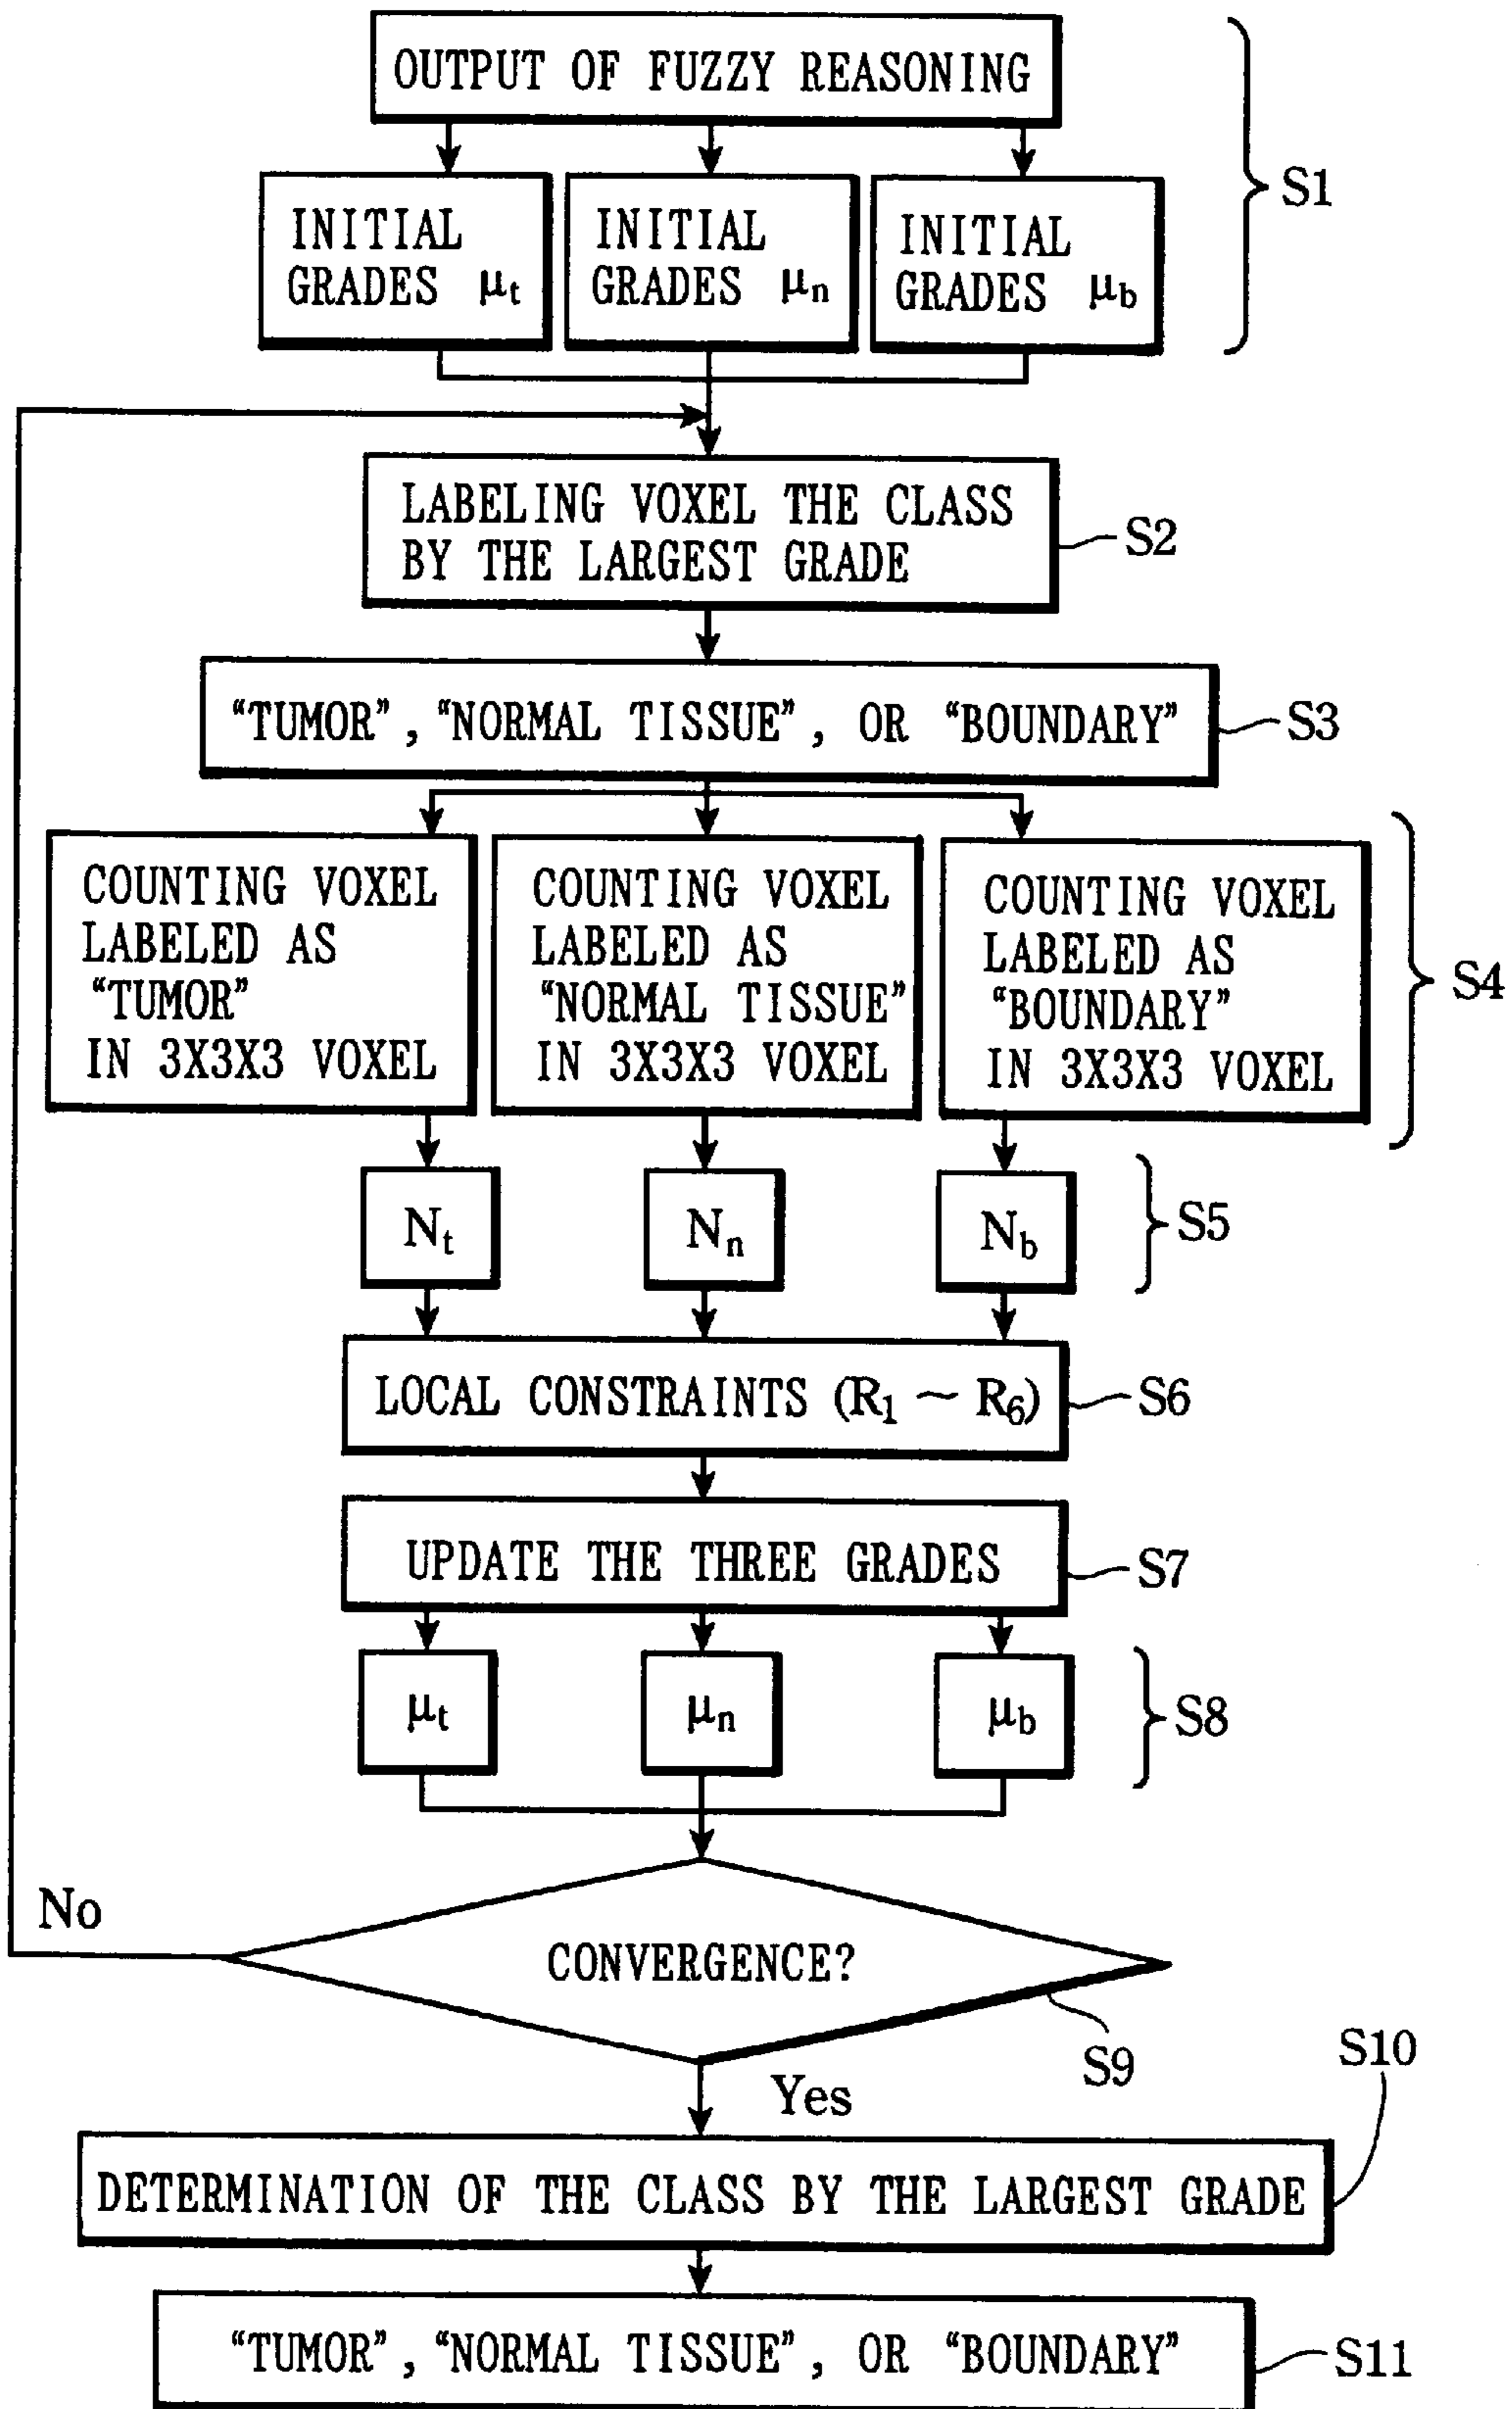 OUTPUT OF FUZZY REASONING
S1
INITIAL
GRADES μt
INITIAL
GRADES μn
INITIAL
GRADES μb
LABELING VOXEL THE CLASS
BY THE LARGEST GRADE
S2
“TUMOR”, “NORMAL TISSUE”, OR “BOUNDARY”
S3
COUNTING VOXEL
LABELED AS
“TUMOR”
IN 3X3X3 VOXEL
COUNTING VOXEL
LABELED AS
“NORMAL TISSUE”
IN 3X3X3 VOXEL
COUNTING VOXEL
LABELED AS
“BOUNDARY”
IN 3X3X3 VOXEL
S4
Nt
Nn
Nb
S5
LOCAL CONSTRAINTS (R1 ~ R6)
S6
UPDATE THE THREE GRADES
S7
μt
μn
μb
S8
No
CONVERGENCE?
S9
Yes
S10
DETERMINATION OF THE CLASS BY THE LARGEST GRADE
“TUMOR”, “NORMAL TISSUE”, OR “BOUNDARY”
S11